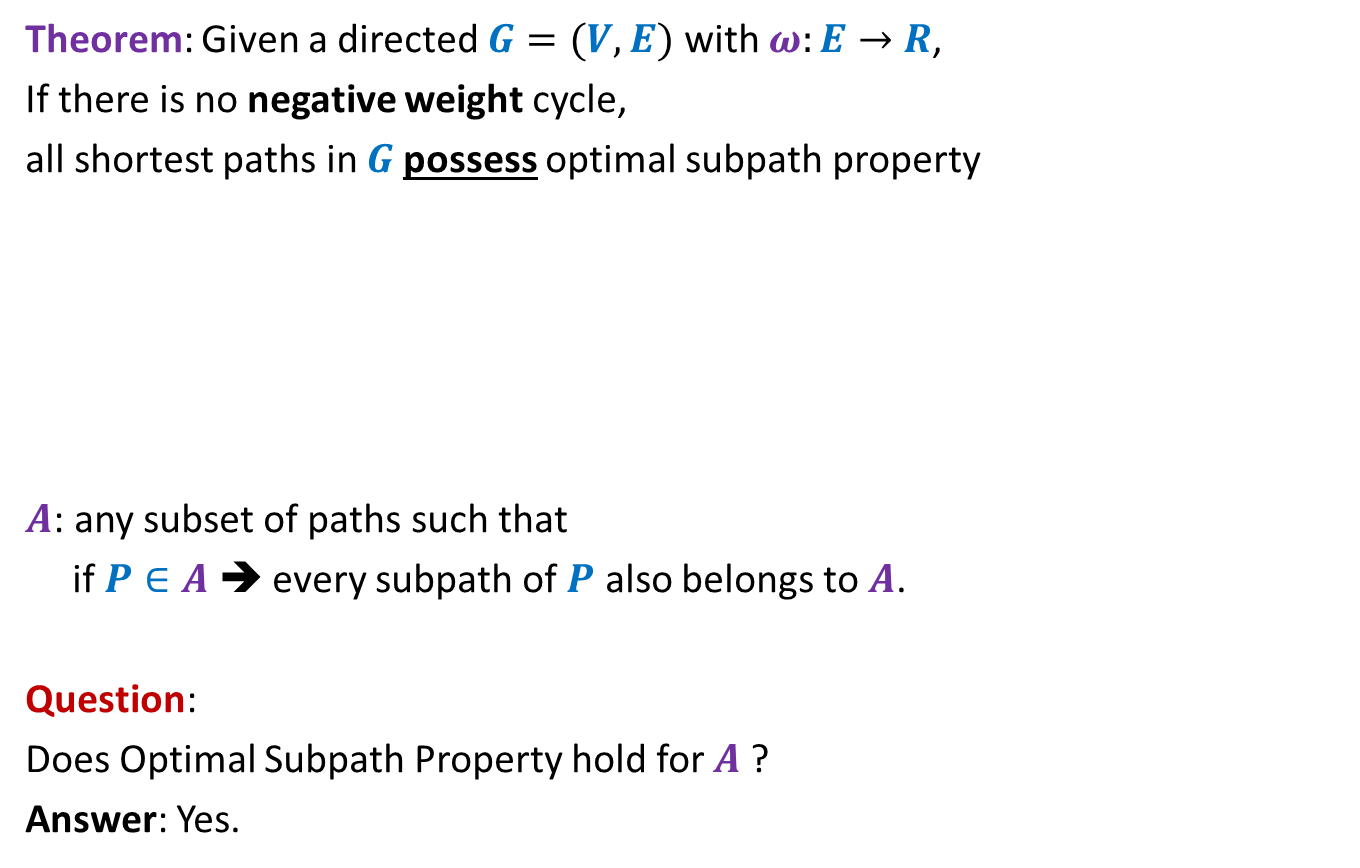 Theorem: Given a directed G = (V, E) with ω: E → R,
If there is no negative weight cycle,
all shortest paths in G possess optimal subpath property
A: any subset of paths such that
if P ∈ A 🡺 every subpath of P also belongs to A.
Question:
Does Optimal Subpath Property hold for A ?
Answer: Yes.